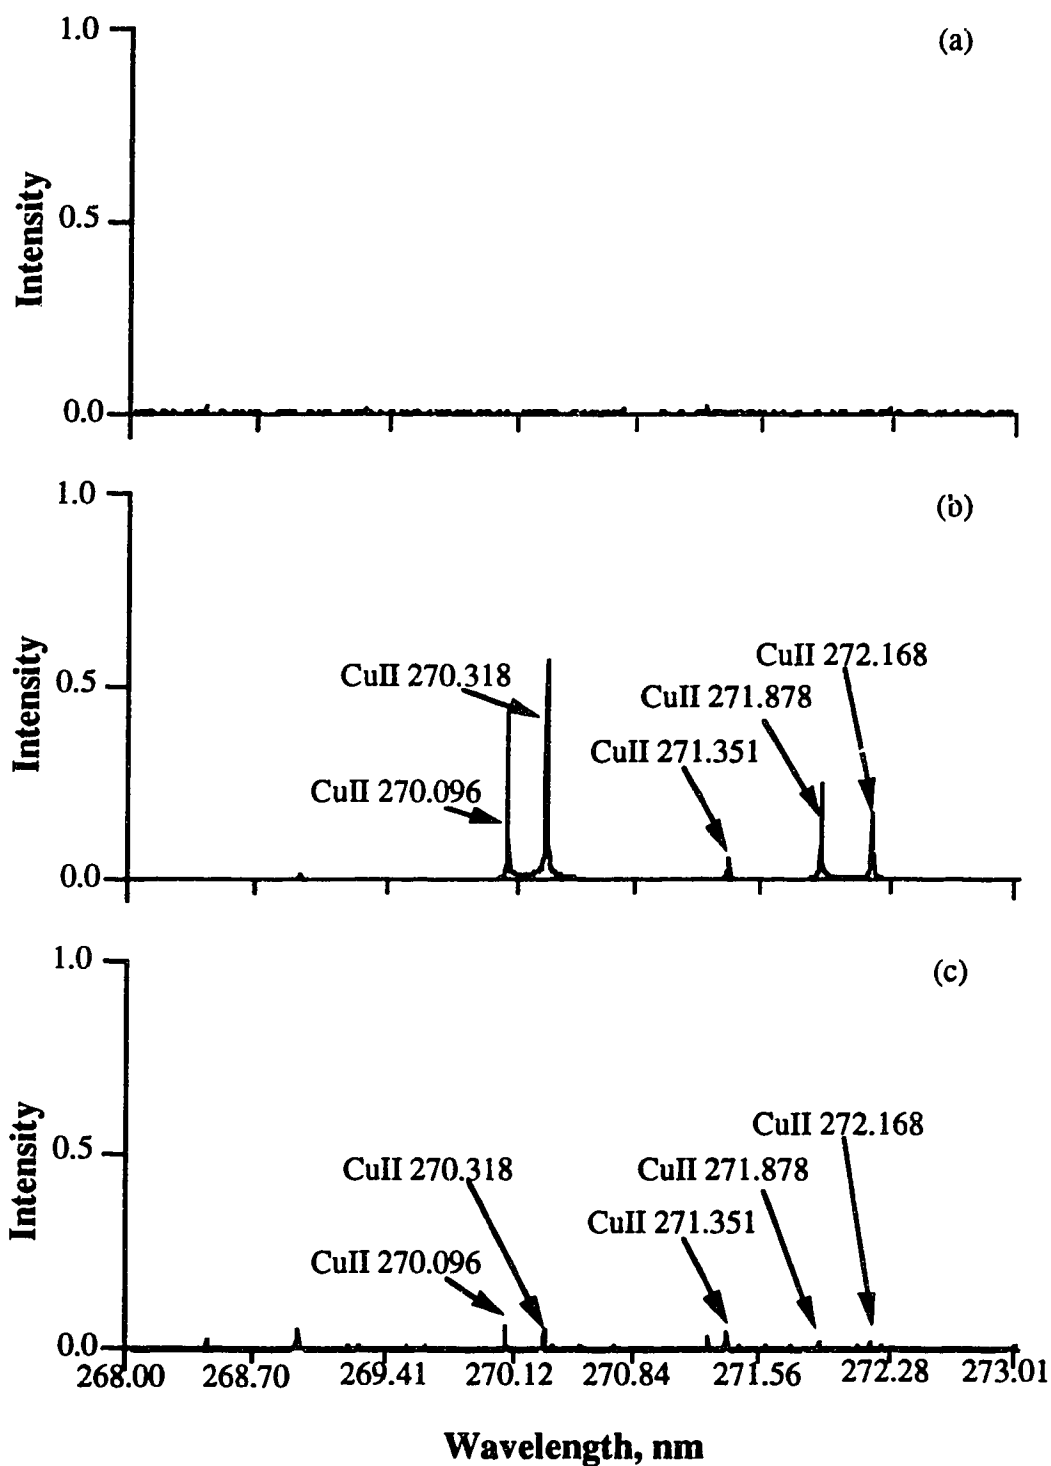 (a)
1.0
0.5
0.0
Intensity
(b)
1.0
0.5
0.0
Intensity
CuII 272.168
CuII 270.318
CuII 271.878
CuII 271.351
CuII 270.096
(c)
1.0
0.5
0.0
Intensity
CuII 272.168
CuII 270.318
CuII 271.878
CuII 271.351
CuII 270.096
268.00 268.70 269.41 270.12 270.84 271.56 272.28 273.01
Wavelength, nm